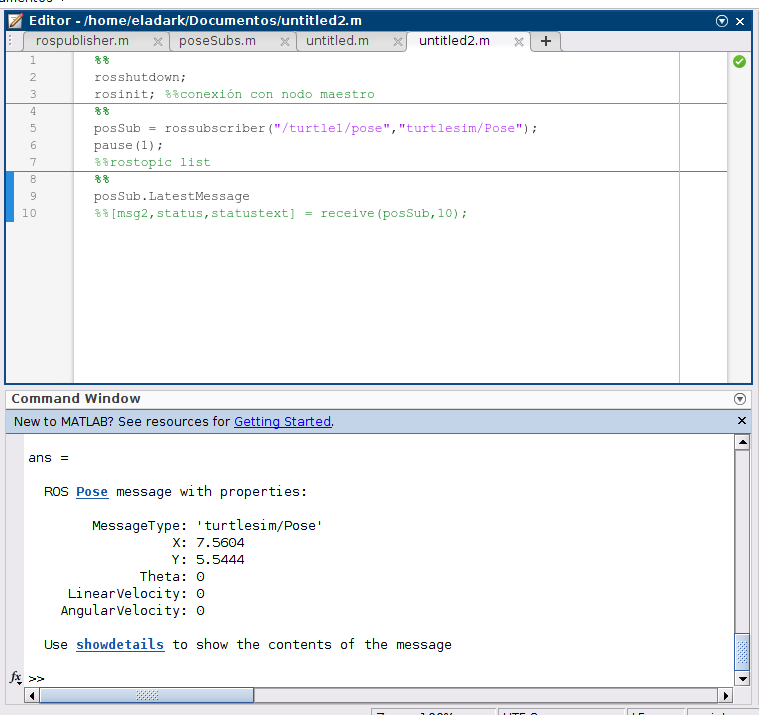 Editor - /home/eladark/Documentos/untitled2.m
rospublisher.m poseSubs.m untitled.m untitled2.m +
1 %%
2 rosshutdown;
3 rosinit; %%conexión con nodo maestro
4 %%
5 posSub = rossubscriber("/turtle1/pose","turtlesim/Pose");
6 pause(1);
7 %%rostopic list
8 %%
9 posSub.LatestMessage
10 %%[msg2,status,statustext] = receive(posSub,10);
Command Window
New to MATLAB? See resources for Getting Started.
ans =
ROS Pose message with properties:
MessageType: 'turtlesim/Pose'
X: 7.5604
Y: 5.5444
Theta: 0
LinearVelocity: 0
AngularVelocity: 0
Use showdetails to show the contents of the message
fx >>